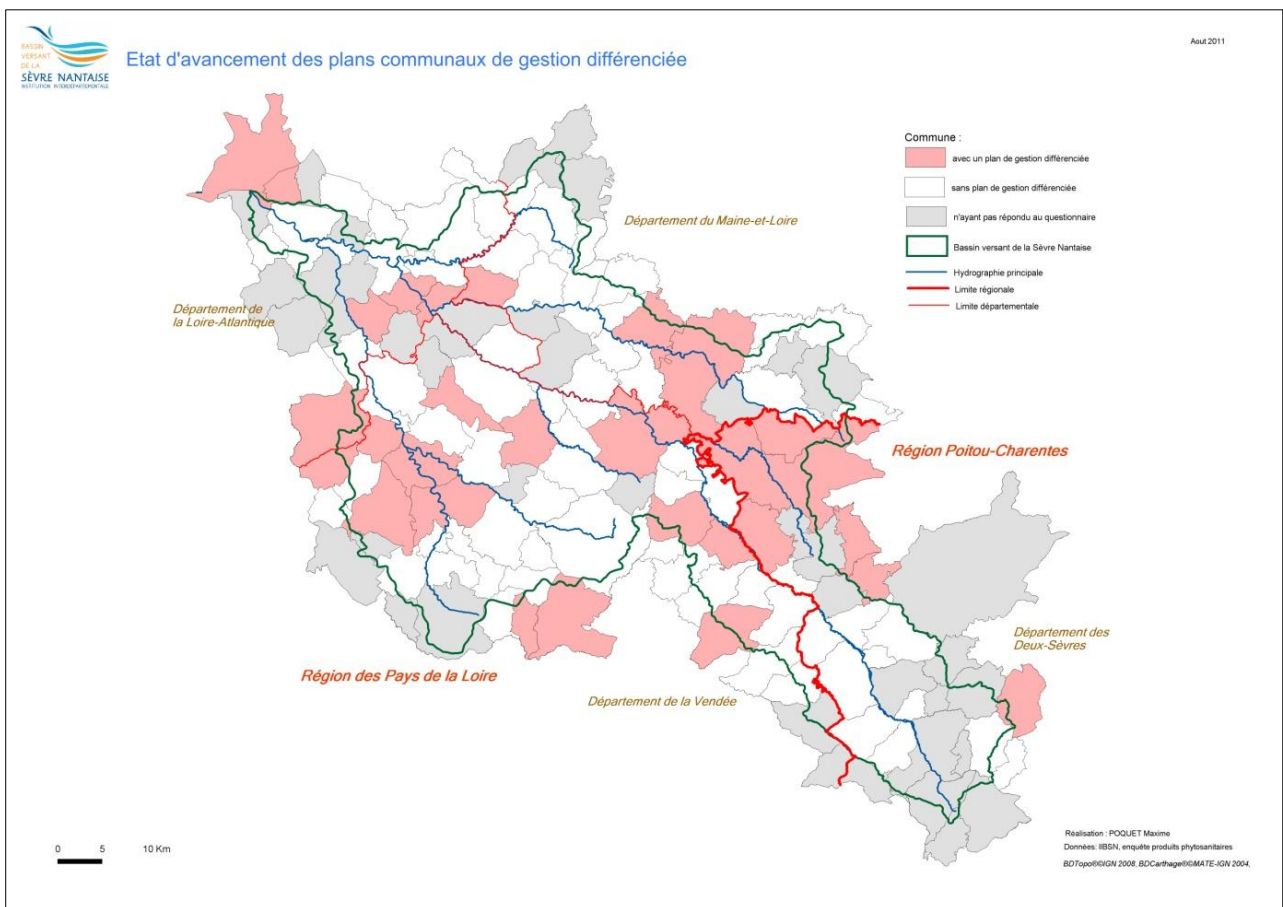 BASSIN
VERSANT
DE LA
SÈVRE NANTAISE
INSTITUTION INTERDÉPARTEMENTALE
Etat d'avancement des plans communaux de gestion différenciée
Aout 2011
Commune :
avec un plan de gestion différenciée
sans plan de gestion différenciée
n'ayant pas répondu au questionnaire
Bassin versant de la Sèvre Nantaise
Hydrographie principale
Limite régionale
Limite départementale
Département du Maine-et-Loire
Département de
la Loire-Atlantique
Région Poitou-Charentes
Département des
Deux-Sèvres
Région des Pays de la Loire
Département de la Vendée
0 5 10 Km
Réalisation : POQUET Maxime
Données: IIBSN, enquête produits phytosanitaires
BDTopo®©IGN 2008, BDCarthage®©MATE-IGN 2004,